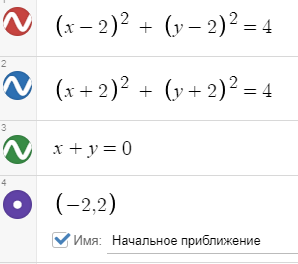 1
(x − 2)² + (y − 2)² = 4
2
(x + 2)² + (y + 2)² = 4
3
x + y = 0
4
(−2,2)
Имя: Начальное приближение